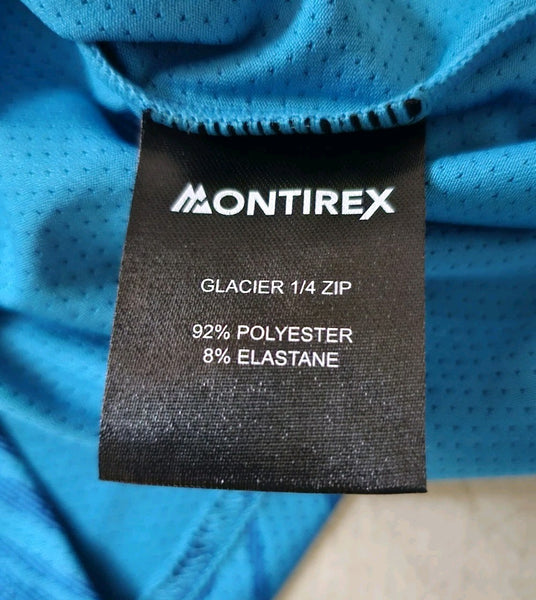 MONTIREX
GLACIER 1/4 ZIP
92% POLYESTER
8% ELASTANE